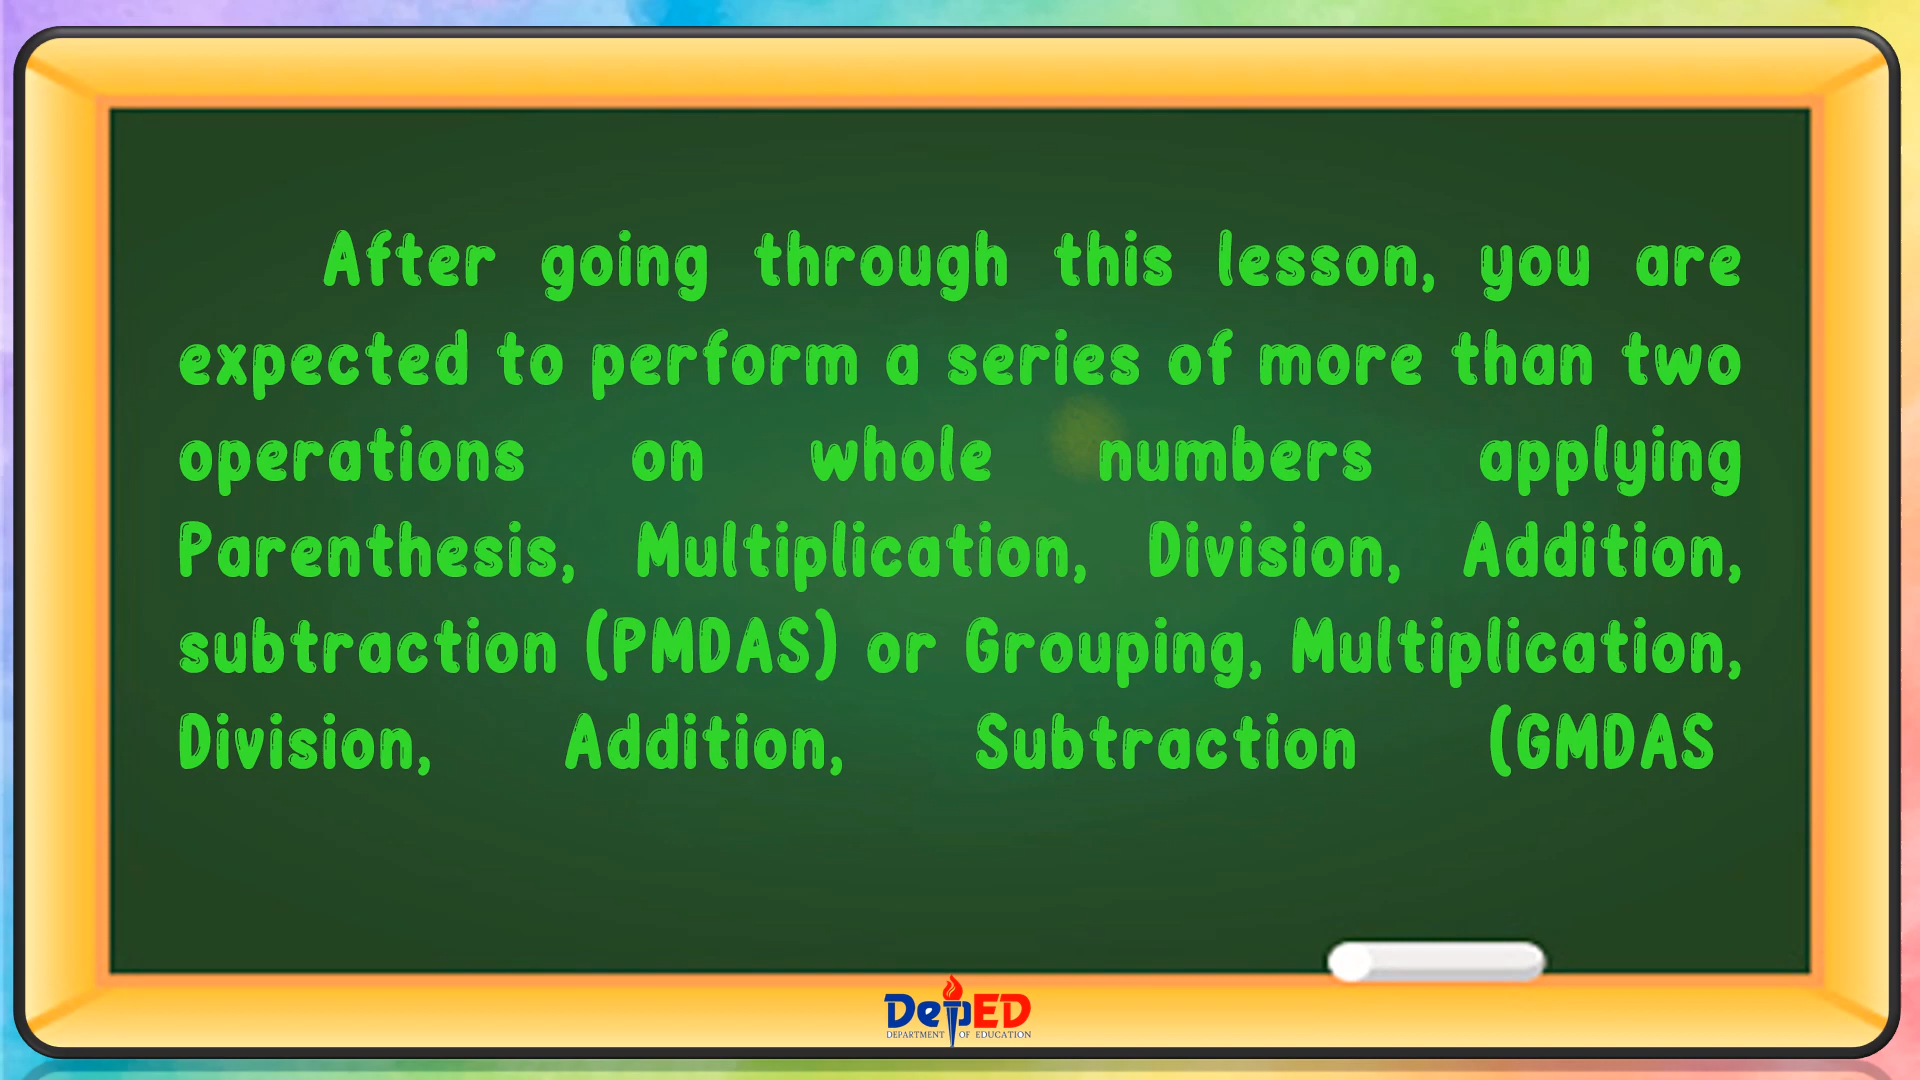 After going through this lesson, you are
expected to perform a series of more than two
operations on whole numbers applying
Parenthesis, Multiplication, Division, Addition,
subtraction (PMDAS) or Grouping, Multiplication,
Division, Addition, Subtraction (GMDAS
DepED
DEPARTMENT OF EDUCATION